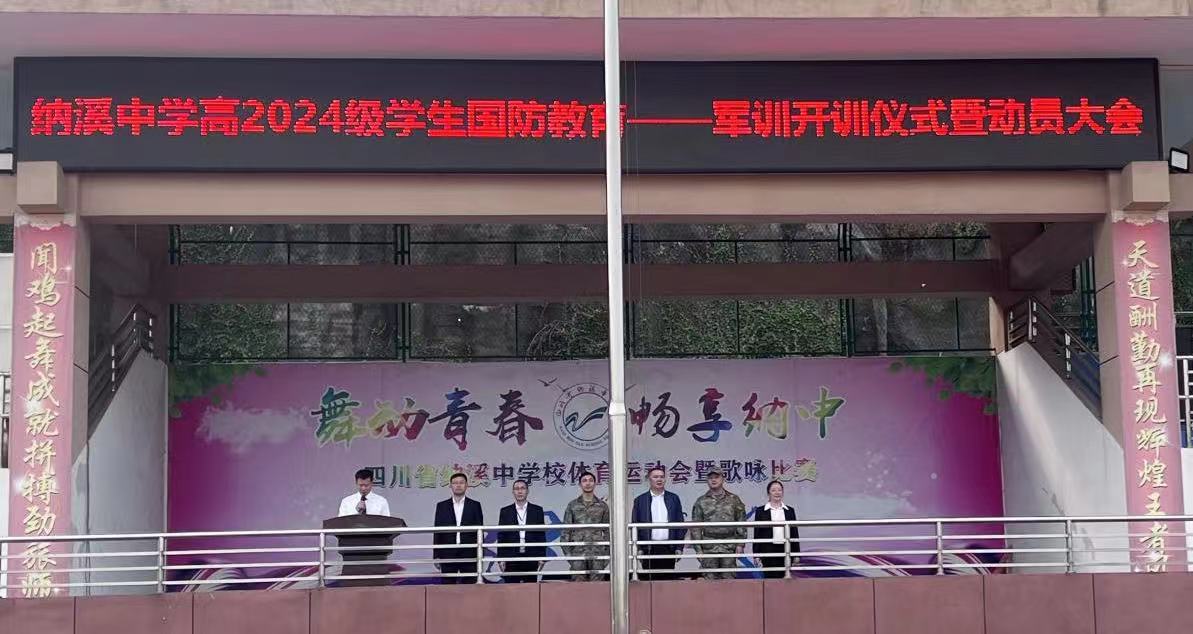 纳溪中学高2024级学生国防教育——军训开训仪式暨动员大会
闻鸡起舞成就拼搏劲旅师
天道酬勤再现辉煌王者
舞动青春 畅享纳中
四川省纳溪中学校体育运动会暨歌咏比赛